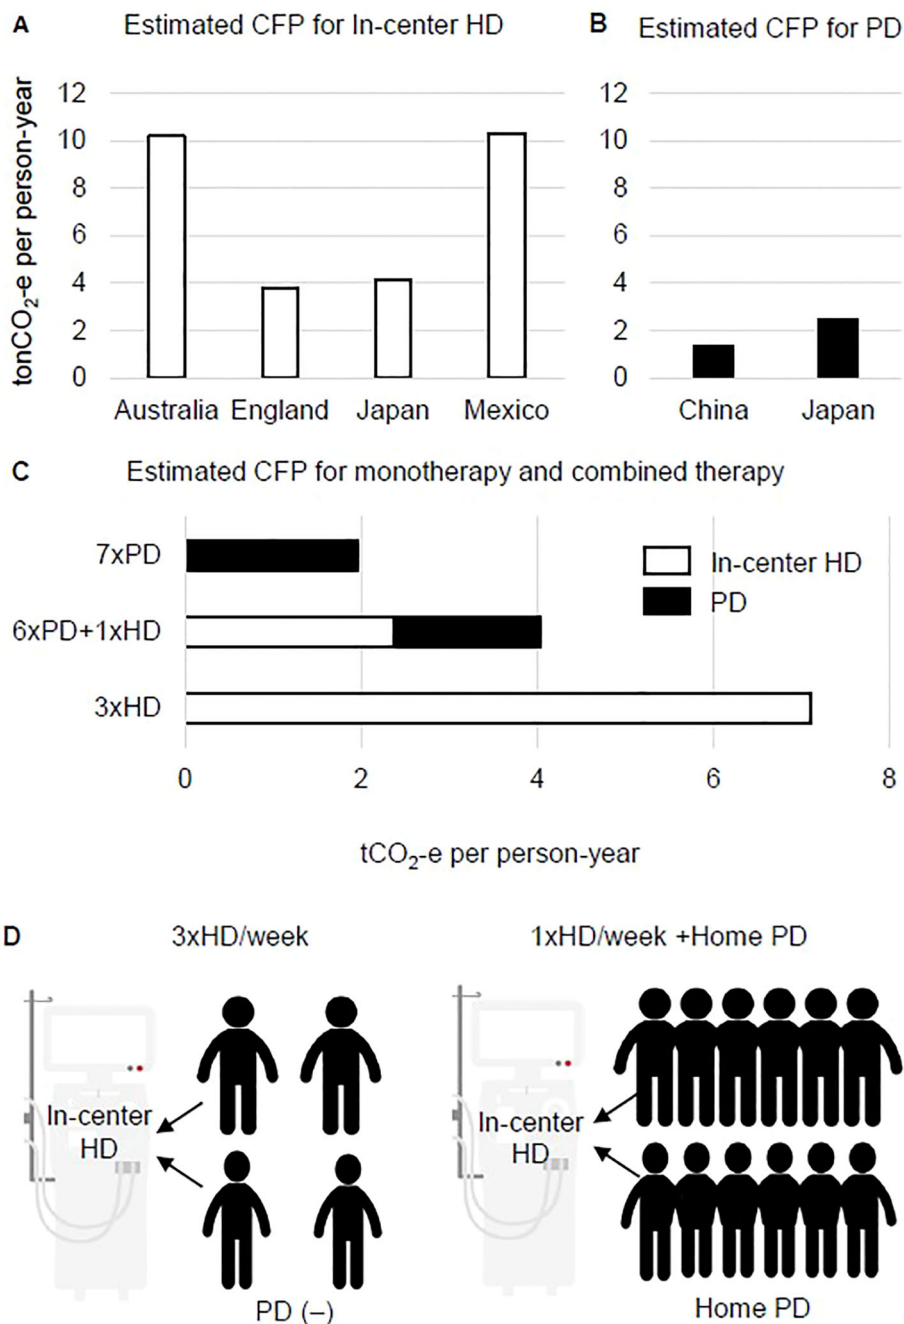 A Estimated CFP for In-center HD
tonCO₂-e per person-year
12
10
8
6
4
2
0
Australia England Japan Mexico
B Estimated CFP for PD
12
10
8
6
4
2
0
China Japan
C Estimated CFP for monotherapy and combined therapy
7xPD
6xPD+1xHD
3xHD
In-center HD
PD
0 2 4 6 8
tCO₂-e per person-year
D 3xHD/week
In-center
HD
PD (–)
1xHD/week +Home PD
In-center
HD
Home PD